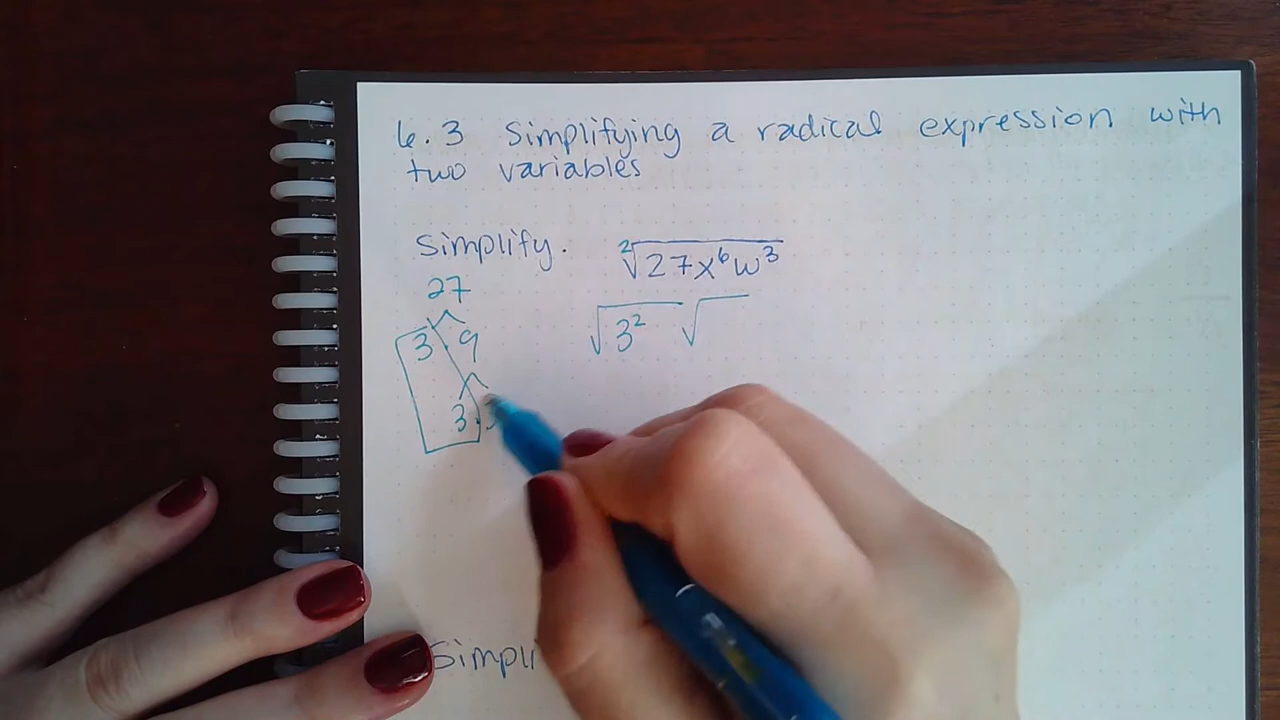 6.3 Simplifying a radical expression with
two variables
Simplify. ²√27x⁶w³
27
3 · 9
3 ·
√3² √